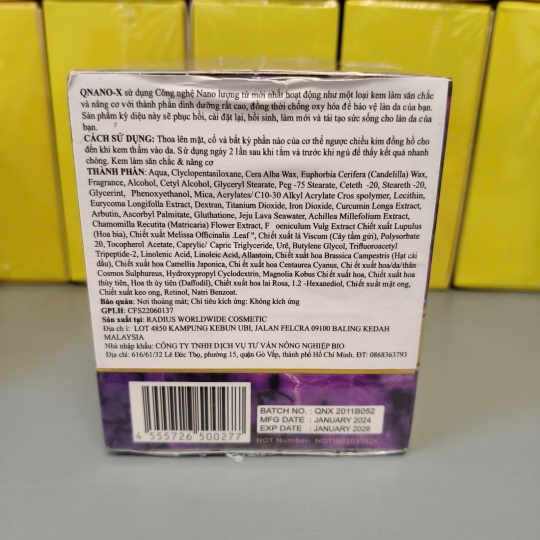 QNANO-X sử dụng Công nghệ Nano lượng tử mới nhất hoạt động như một loại kem làm săn chắc
và nâng cơ với thành phần dinh dưỡng rất cao, đồng thời chống oxy hóa để bảo vệ làn da của bạn.
Sản phẩm kỳ diệu này sẽ phục hồi, cài đặt lại, hồi sinh, làm mới và tái tạo sức sống cho làn da của
bạn.
CÁCH SỬ DỤNG: Thoa lên mặt, cổ và bất kỳ phần nào của cơ thể ngược chiều kim đồng hồ cho
đến khi kem thấm vào da. Sử dụng ngày 2 lần sau khi tắm và trước khi ngủ để thấy kết quả nhanh
chóng. Kem làm săn chắc & nâng cơ
THÀNH PHẦN: Aqua, Clyclopentasiloxane, Cera Alba Wax, Euphorbia Cerifera (Candelilla) Wax,
Fragrance, Alcohol, Cetyl Alcohol, Glyceryl Stearate, Peg -75 Stearate, Ceteth -20, Steareth -20,
Glycerint, Phenoxyethanol, Mica, Acrylates/ C10-30 Alkyl Acrylate Cros spolymer, Lecithin,
Eurycoma Longifolla Extract, Dextran, Titanium Dioxide, Iron Dioxide, Curcumin Longa Extract,
Arbutin, Ascorbyl Palmitate, Gluthatione, Jeju Lava Seawater, Achillea Millefolium Extract,
Chamomilla Recutita (Matricaria) Flower Extract, F oeniculum Vulg Extract Chiết xuất Lupulus
(Hoa bia), Chiết xuất Melissa Officinalis .Leaf ", Chiết xuất lá Viscum (Cây tầm gửi), Polysorbate
20, Tocopherol Acetate, Caprylic/ Capric Triglyceride, Urê, Butylene Glycol, Trifluoroacetyl
Tripeptide-2, Linolenic Acid, Linoleic Acid, Allantoin, Chiết xuất hoa Brassica Campestris (Hạt cải
dầu), Chiết xuất hoa Camellia Japonica, Chiết xuất hoa Centaurea Cyanus, Chiết xuất hoa/da/thân
Cosmos Sulphureus, Hydroxypropyl Cyclodextrin, Magnolia Kobus Chiết xuất hoa, Chiết xuất hoa
thủy tiên, Hoa thủy tiên (Daffodil), Chiết xuất hoa lai Rosa, 1.2 -Hexanediol, Chiết xuất mật ong,
Chiết xuất keo ong, Retinol, Natri Benzoat.
Bảo quản: Nơi thoáng mát; Chỉ tiêu kích ứng: Không kích ứng
GPLH: CFS22060137
Sản xuất tại: RADIUS WORLDWIDE COSMETIC
Địa chỉ: LOT 4850 KAMPUNG KEBUN UBI, JALAN FELCRA 09100 BALING KEDAH
MALAYSIA
Nhà nhập khẩu: CÔNG TY TNHH DỊCH VỤ TƯ VẤN NÔNG NGHIỆP BIO
Địa chỉ: 616/61/32 Lê Đức Thọ, phường 15, quận Gò Vấp, thành phố Hồ Chí Minh. ĐT: 0868363793
4 555726 500277
BATCH NO. : QNX 2011B052
MFG DATE : JANUARY 2024
EXP DATE : JANUARY 2026
NOT Number: